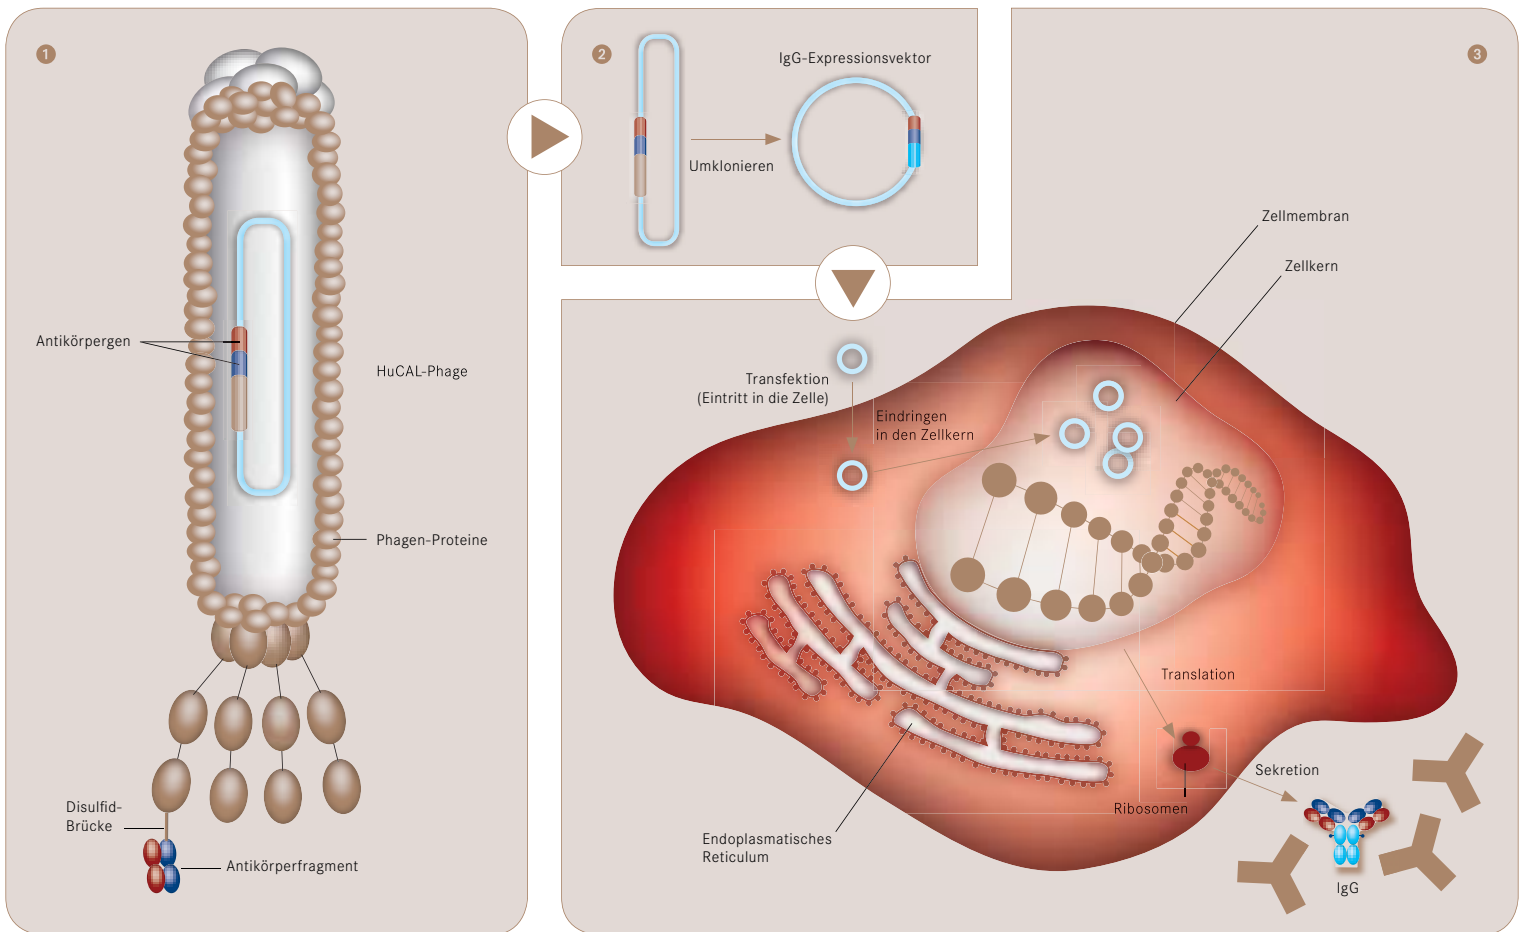 1
Antikörpergen
HuCAL-Phage
Phagen-Proteine
Disulfid-
Brücke
Antikörperfragment
2
IgG-Expressionsvektor
Umklonieren
3
Zellmembran
Zellkern
Transfektion
(Eintritt in die Zelle)
Eindringen
in den Zellkern
Translation
Sekretion
Ribosomen
Endoplasmatisches
Reticulum
IgG